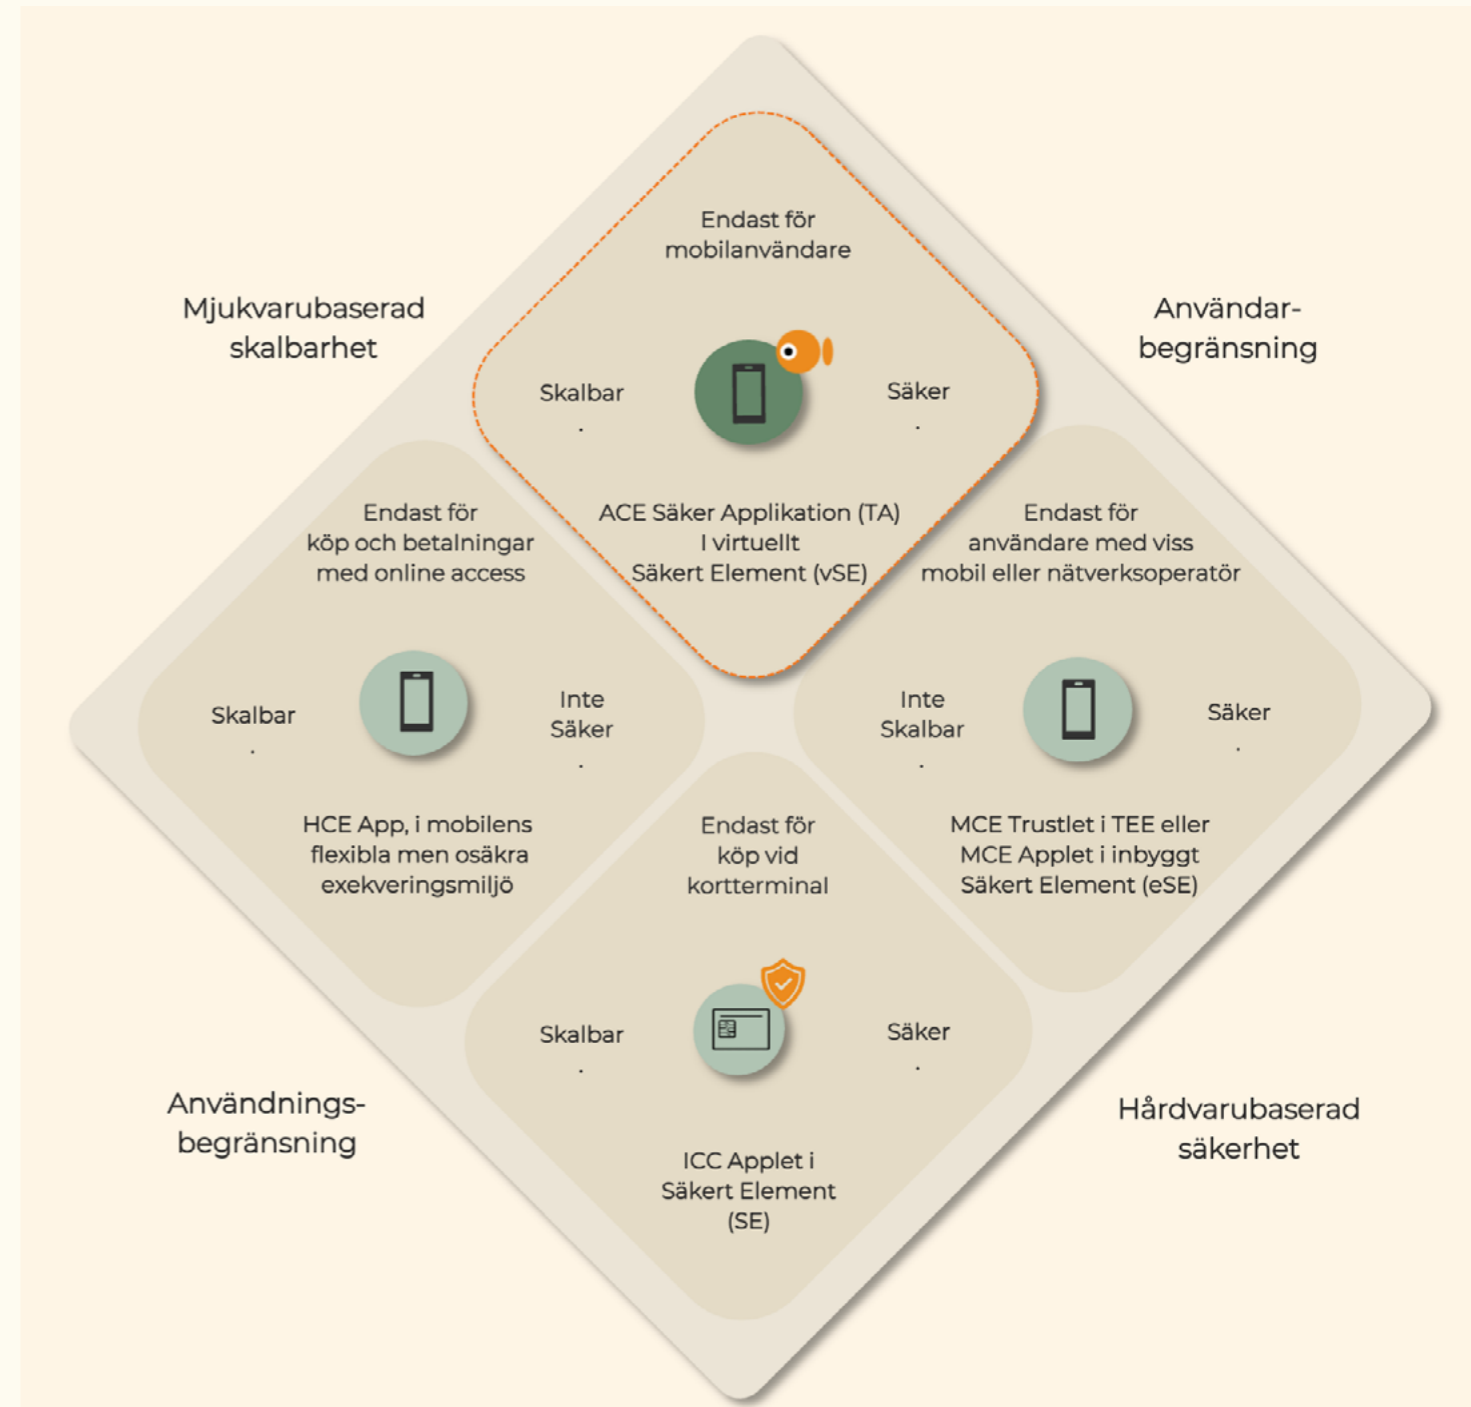 Endast för
mobilanvändare
Mjukvarubaserad
skalbarhet
Användar-
begränsning
Skalbar
.
Säker
.
ACE Säker Applikation (TA)
I virtuellt
Säkert Element (vSE)
Endast för
köp och betalningar
med online access
Skalbar
.
Inte
Säker
.
HCE App, i mobilens
flexibla men osäkra
exekveringsmiljö
Endast för
användare med viss
mobil eller nätverksoperatör
Inte
Skalbar
.
Säker
.
MCE Trustlet i TEE eller
MCE Applet i inbyggt
Säkert Element (eSE)
Endast för
köp vid
kortterminal
Skalbar
.
Säker
.
ICC Applet i
Säkert Element
(SE)
Användnings-
begränsning
Hårdvarubaserad
säkerhet